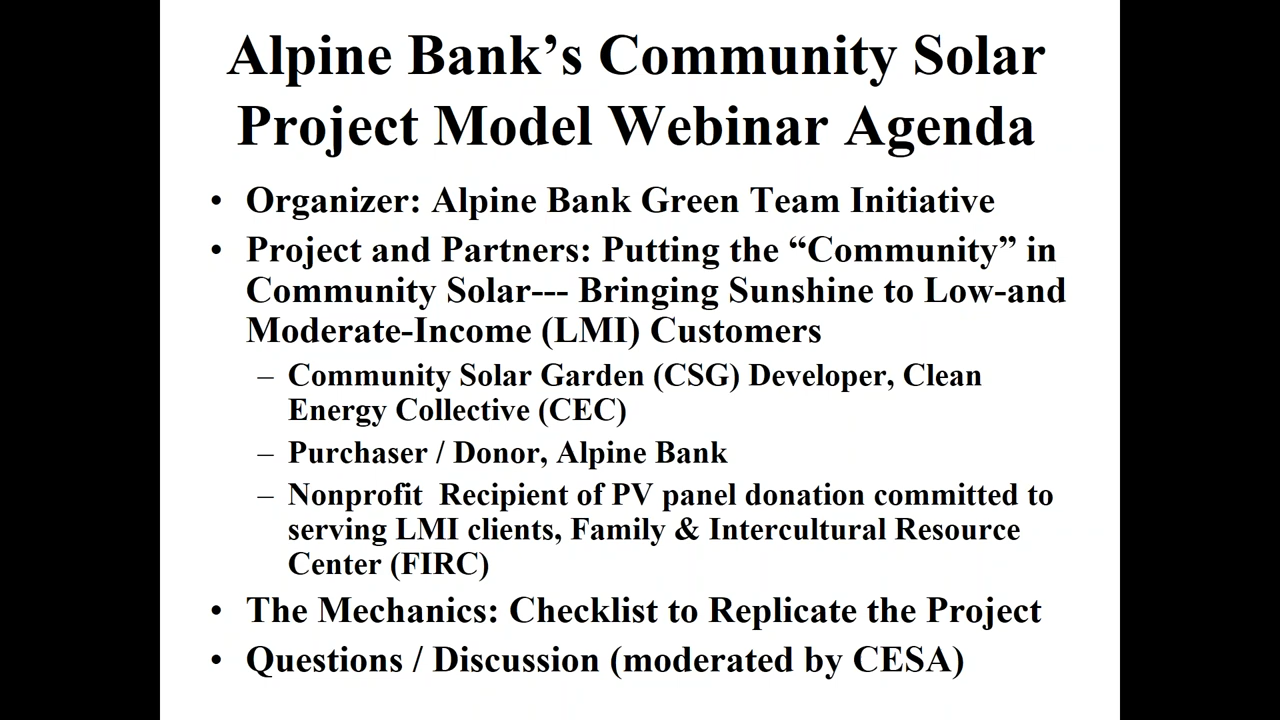 Alpine Bank’s Community Solar
Project Model Webinar Agenda
• Organizer: Alpine Bank Green Team Initiative
• Project and Partners: Putting the “Community” in
Community Solar--- Bringing Sunshine to Low-and
Moderate-Income (LMI) Customers
– Community Solar Garden (CSG) Developer, Clean
Energy Collective (CEC)
– Purchaser / Donor, Alpine Bank
– Nonprofit  Recipient of PV panel donation committed to
serving LMI clients, Family & Intercultural Resource
Center (FIRC)
• The Mechanics: Checklist to Replicate the Project
• Questions / Discussion (moderated by CESA)